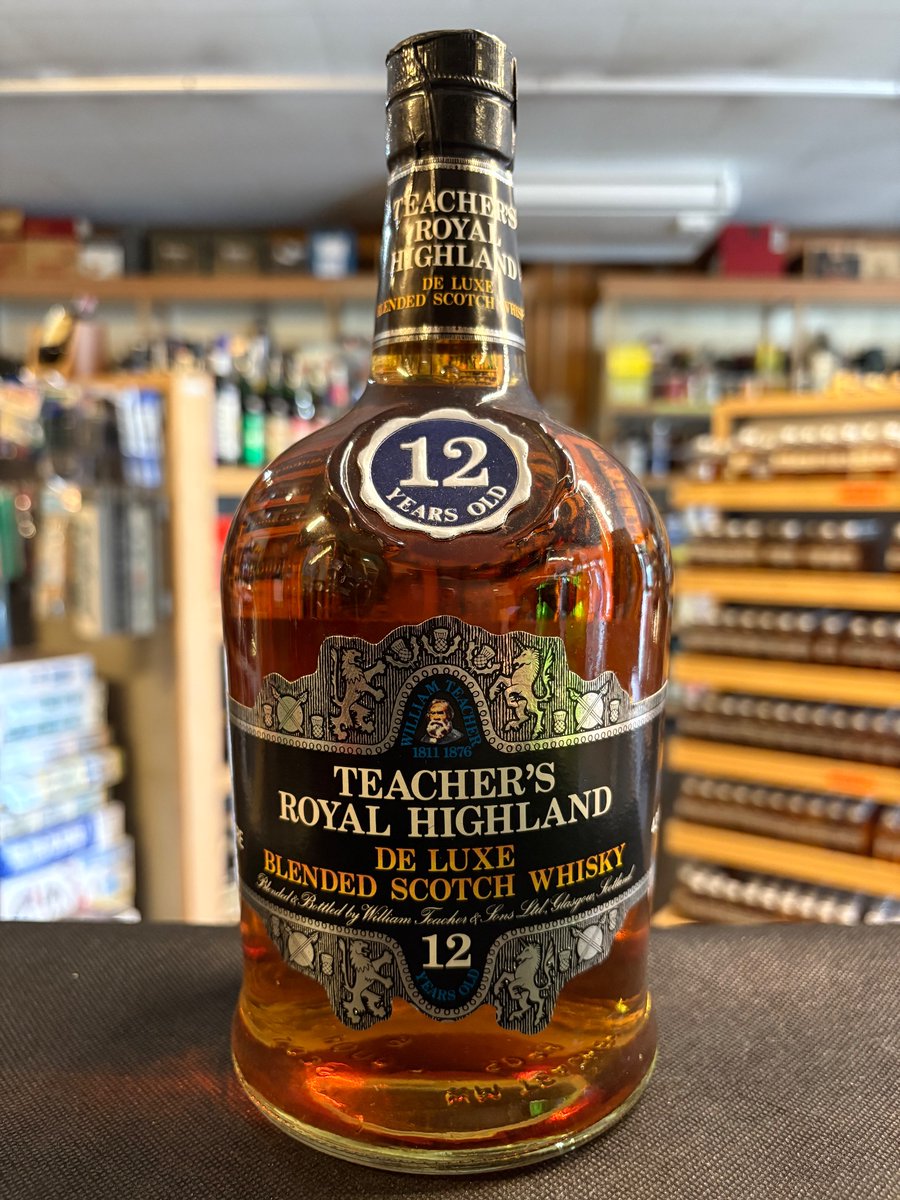 TEACHER'S
ROYAL
HIGHLAND
DE LUXE
BLENDED SCOTCH WHISKY
12
YEARS OLD
WILLIAM TEACHER
1811 1876
TEACHER'S
ROYAL HIGHLAND
DE LUXE
BLENDED SCOTCH WHISKY
Blended & Bottled by William Teacher & Sons Ltd., Glasgow, Scotland
12
YEARS OLD